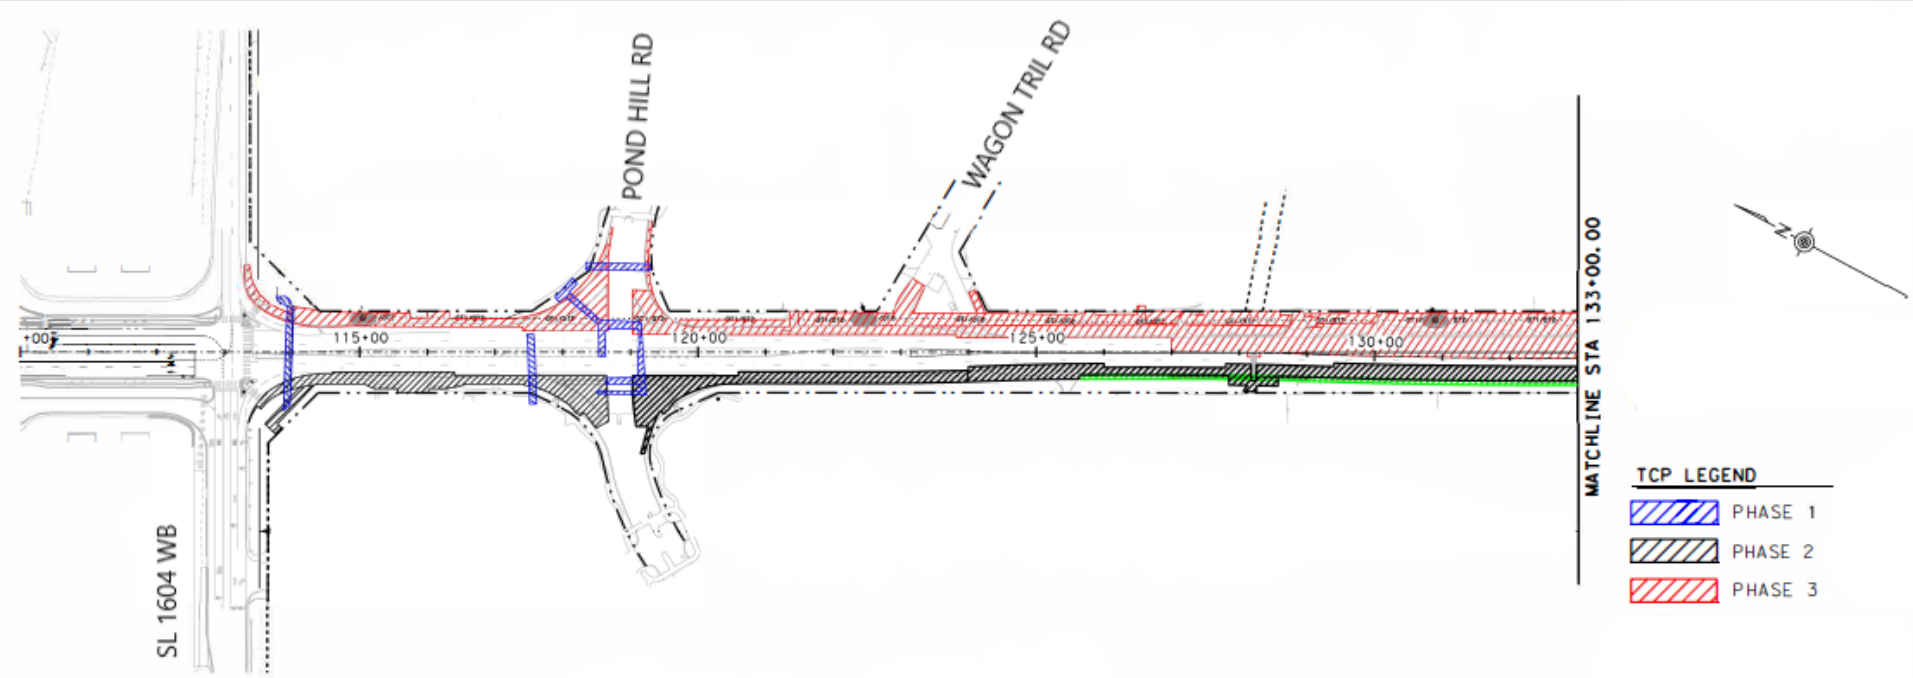 POND HILL RD
WAGON TRIL RD
N
+00
115+00
120+00
125+00
130+00
MATCHLINE STA 133+00.00
SL 1604 WB
TCP LEGEND
PHASE 1
PHASE 2
PHASE 3